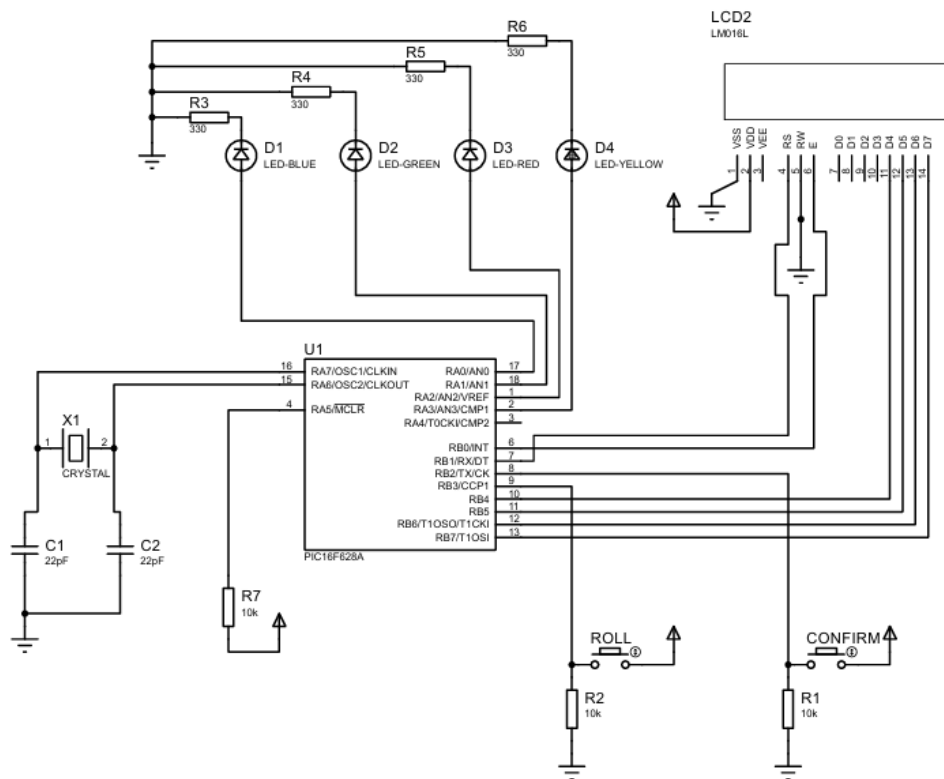 R6
330
R5
330
R4
330
R3
330
D1
LED-BLUE
D2
LED-GREEN
D3
LED-RED
D4
LED-YELLOW
LCD2
LM016L
VSS
VDD
VEE
RS
RW
E
D0
D1
D2
D3
D4
D5
D6
D7
1
2
3
4
5
6
7
8
9
10
11
12
13
14
U1
16
RA7/OSC1/CLKIN
15
RA6/OSC2/CLKOUT
4
RA5/MCLR
RA0/AN0
17
RA1/AN1
18
RA2/AN2/VREF
1
RA3/AN3/CMP1
2
RA4/T0CKI/CMP2
3
RB0/INT
6
RB1/RX/DT
7
RB2/TX/CK
8
RB3/CCP1
9
RB4
10
RB5
11
RB6/T1OSO/T1CKI
12
RB7/T1OSI
13
PIC16F628A
X1
1
2
CRYSTAL
C1
22pF
C2
22pF
R7
10k
ROLL
R2
10k
CONFIRM
R1
10k